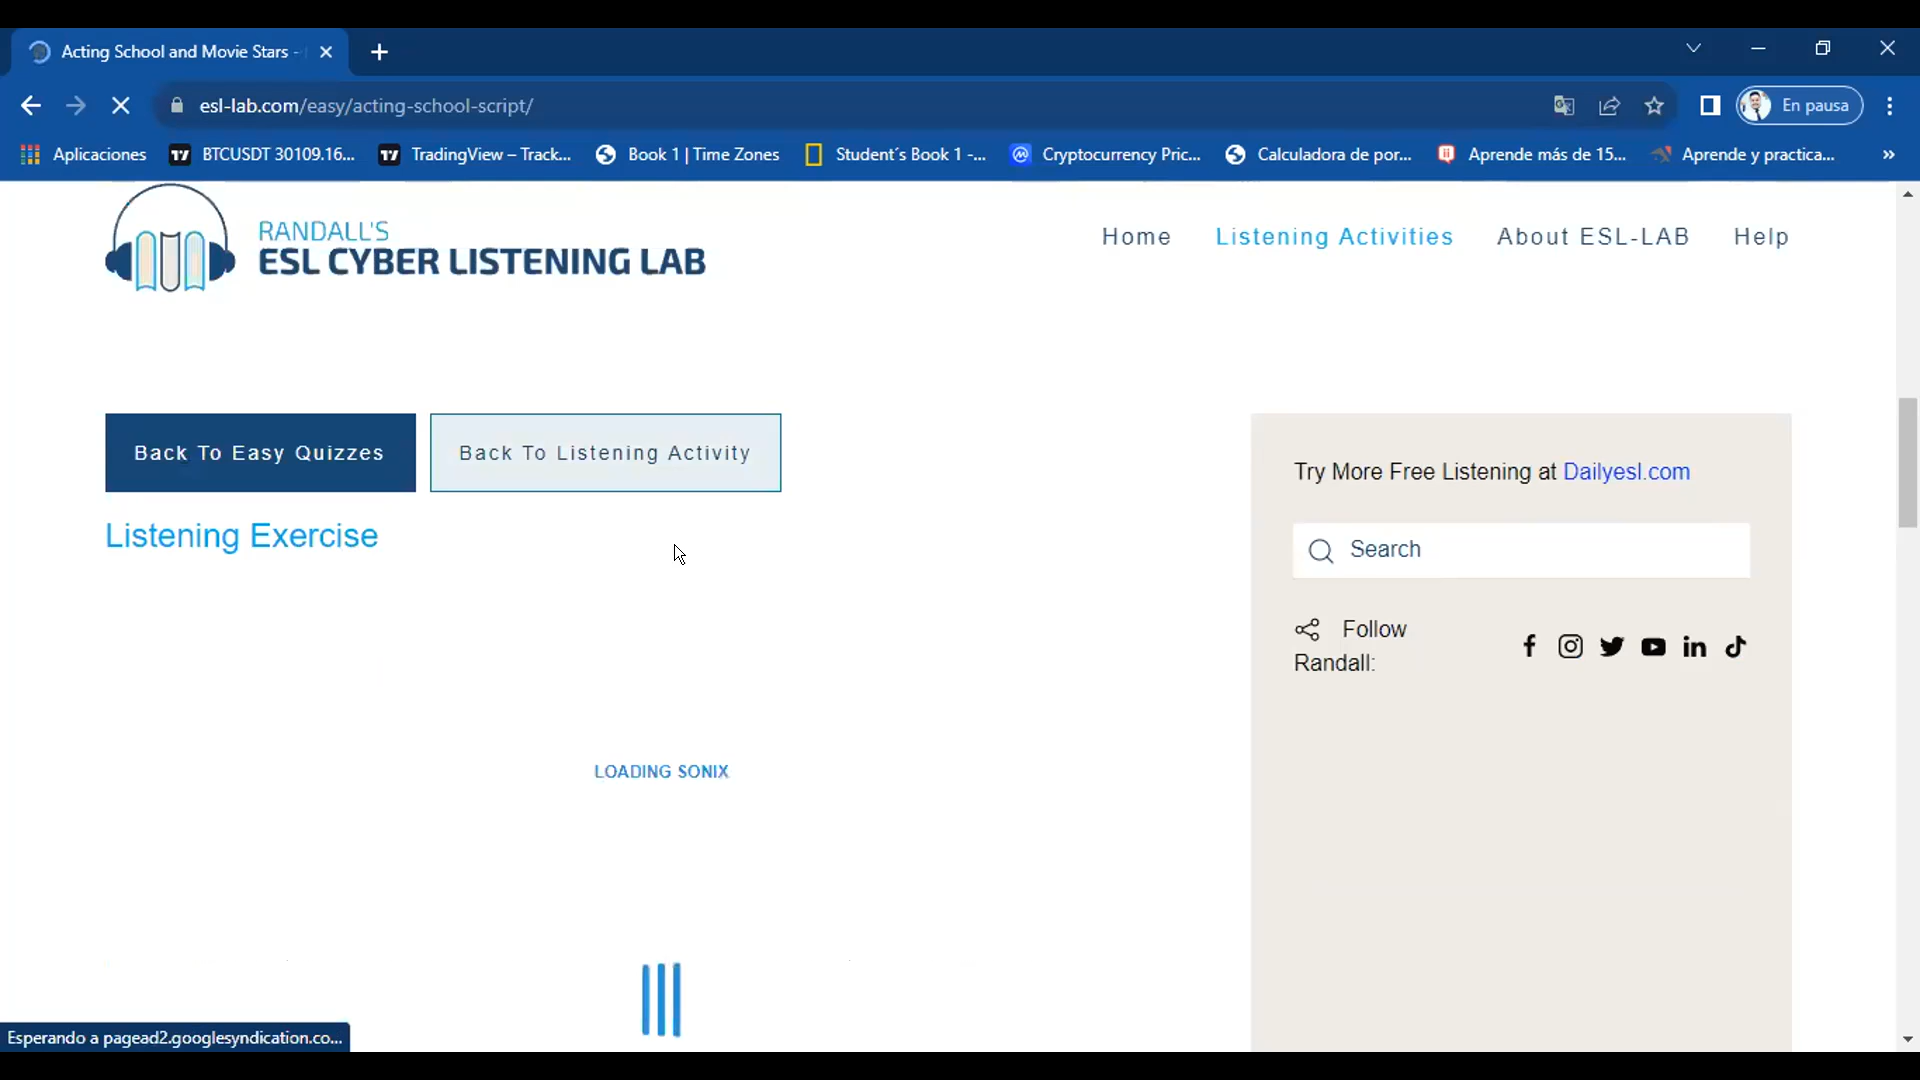 Acting School and Movie Stars -
esl-lab.com/easy/acting-school-script/
En pausa
Aplicaciones
BTCUSDT 30109.16...
TradingView – Track...
Book 1 | Time Zones
Student´s Book 1 -...
Cryptocurrency Pric...
Calculadora de por...
Aprende más de 15...
Aprende y practica...
»
RANDALL'S
ESL CYBER LISTENING LAB
Home
Listening Activities
About ESL-LAB
Help
Back To Easy Quizzes
Back To Listening Activity
Listening Exercise
Try More Free Listening at Dailyesl.com
Search
Follow
Randall:
LOADING SONIX
Esperando a pagead2.googlesyndication.co...